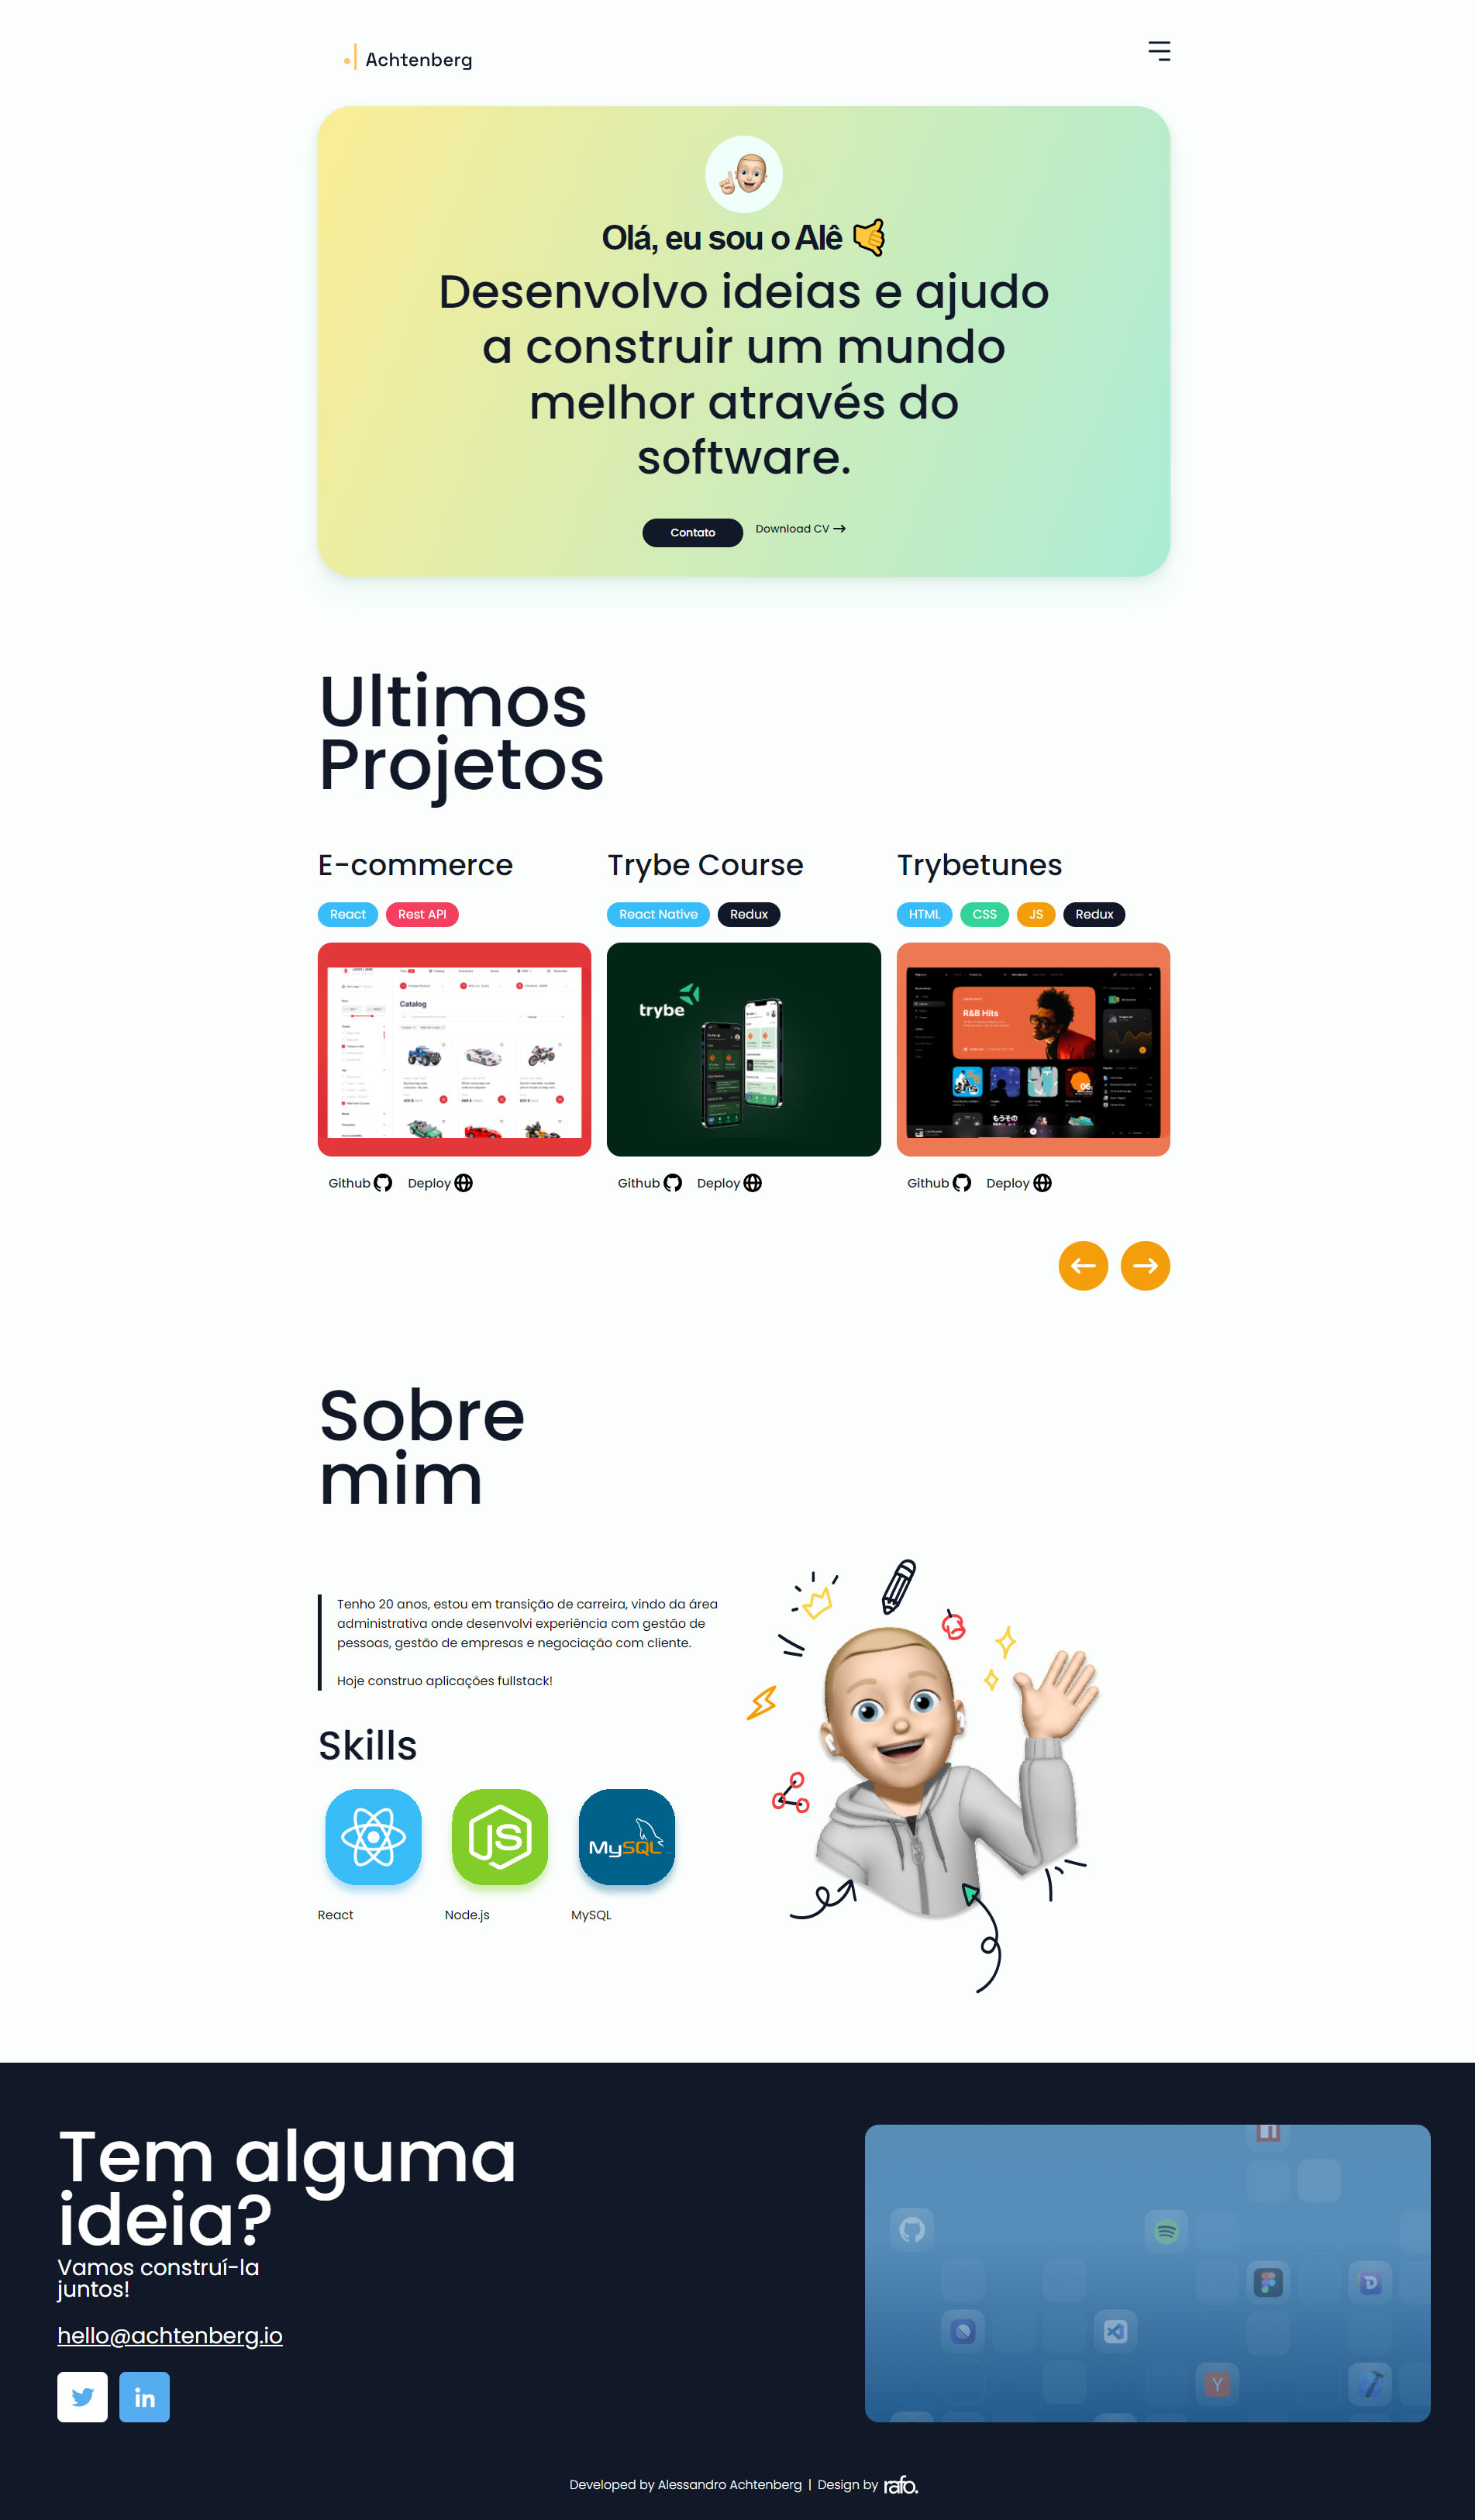 Achtenberg
Olá, eu sou o Alê
Desenvolvo ideias e ajudo
a construir um mundo
melhor através do
software.
Contato
Download CV
Ultimos
Projetos
E-commerce
React
Rest API
Catalog
Github
Deploy
Trybe Course
React Native
Redux
trybe
Github
Deploy
Trybetunes
HTML
CSS
JS
Redux
R&B Hits
Github
Deploy
Sobre
mim
Tenho 20 anos, estou em transição de carreira, vindo da área
administrativa onde desenvolvi experiência com gestão de
pessoas, gestão de empresas e negociação com cliente.
Hoje construo aplicações fullstack!
Skills
JS
MySQL
React
Node.js
MySQL
Tem alguma
ideia?
Vamos construí-la
juntos!
hello@achtenberg.io
in
Y
Developed by Alessandro Achtenberg | Design by rafo.